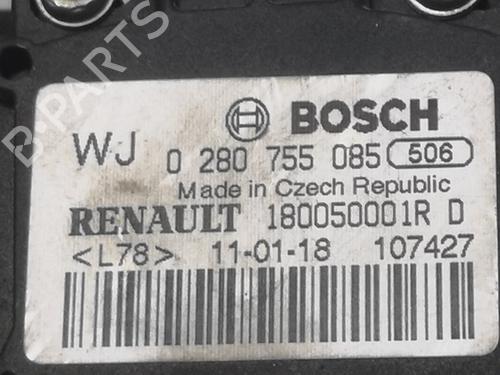 BOSCH
WJ 0 280 755 085 506
Made in Czech Republic
RENAULT 180050001R D
<L78> 11-01-18 107427
B-PARTS